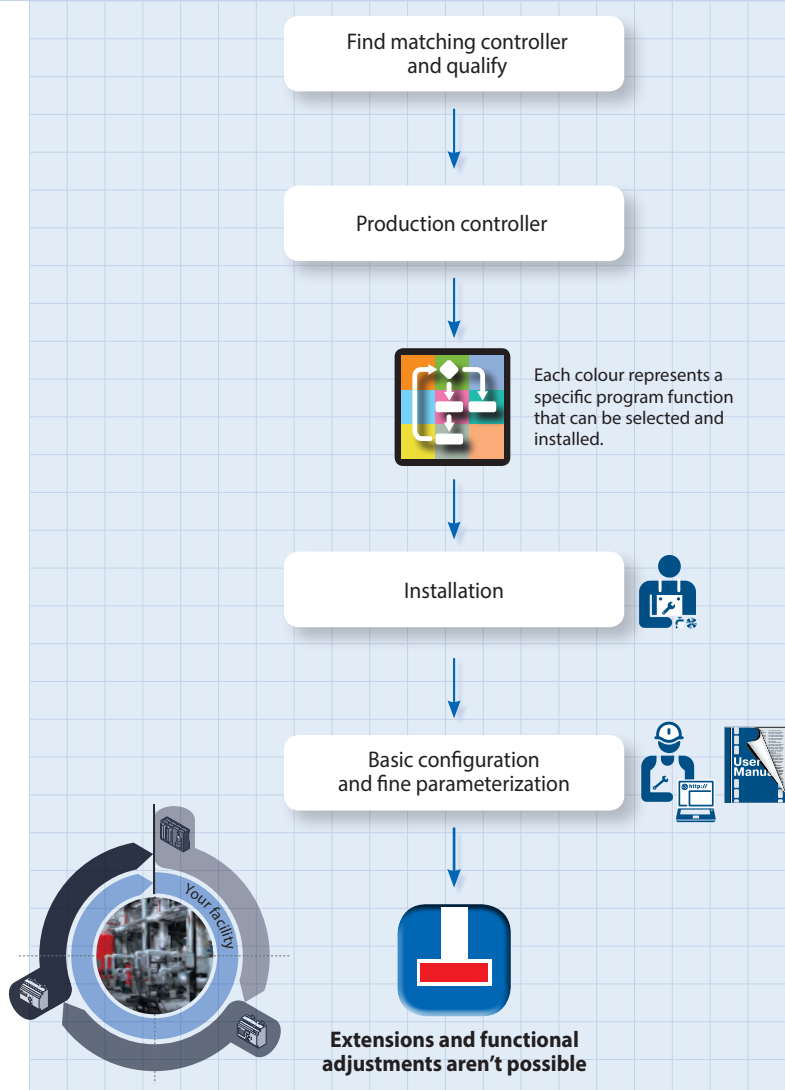 Find matching controller
and qualify
Production controller
Each colour represents a
specific program function
that can be selected and
installed.
Installation
Basic configuration
and fine parameterization
http://
User
Manual
Your facility
Extensions and functional
adjustments aren't possible